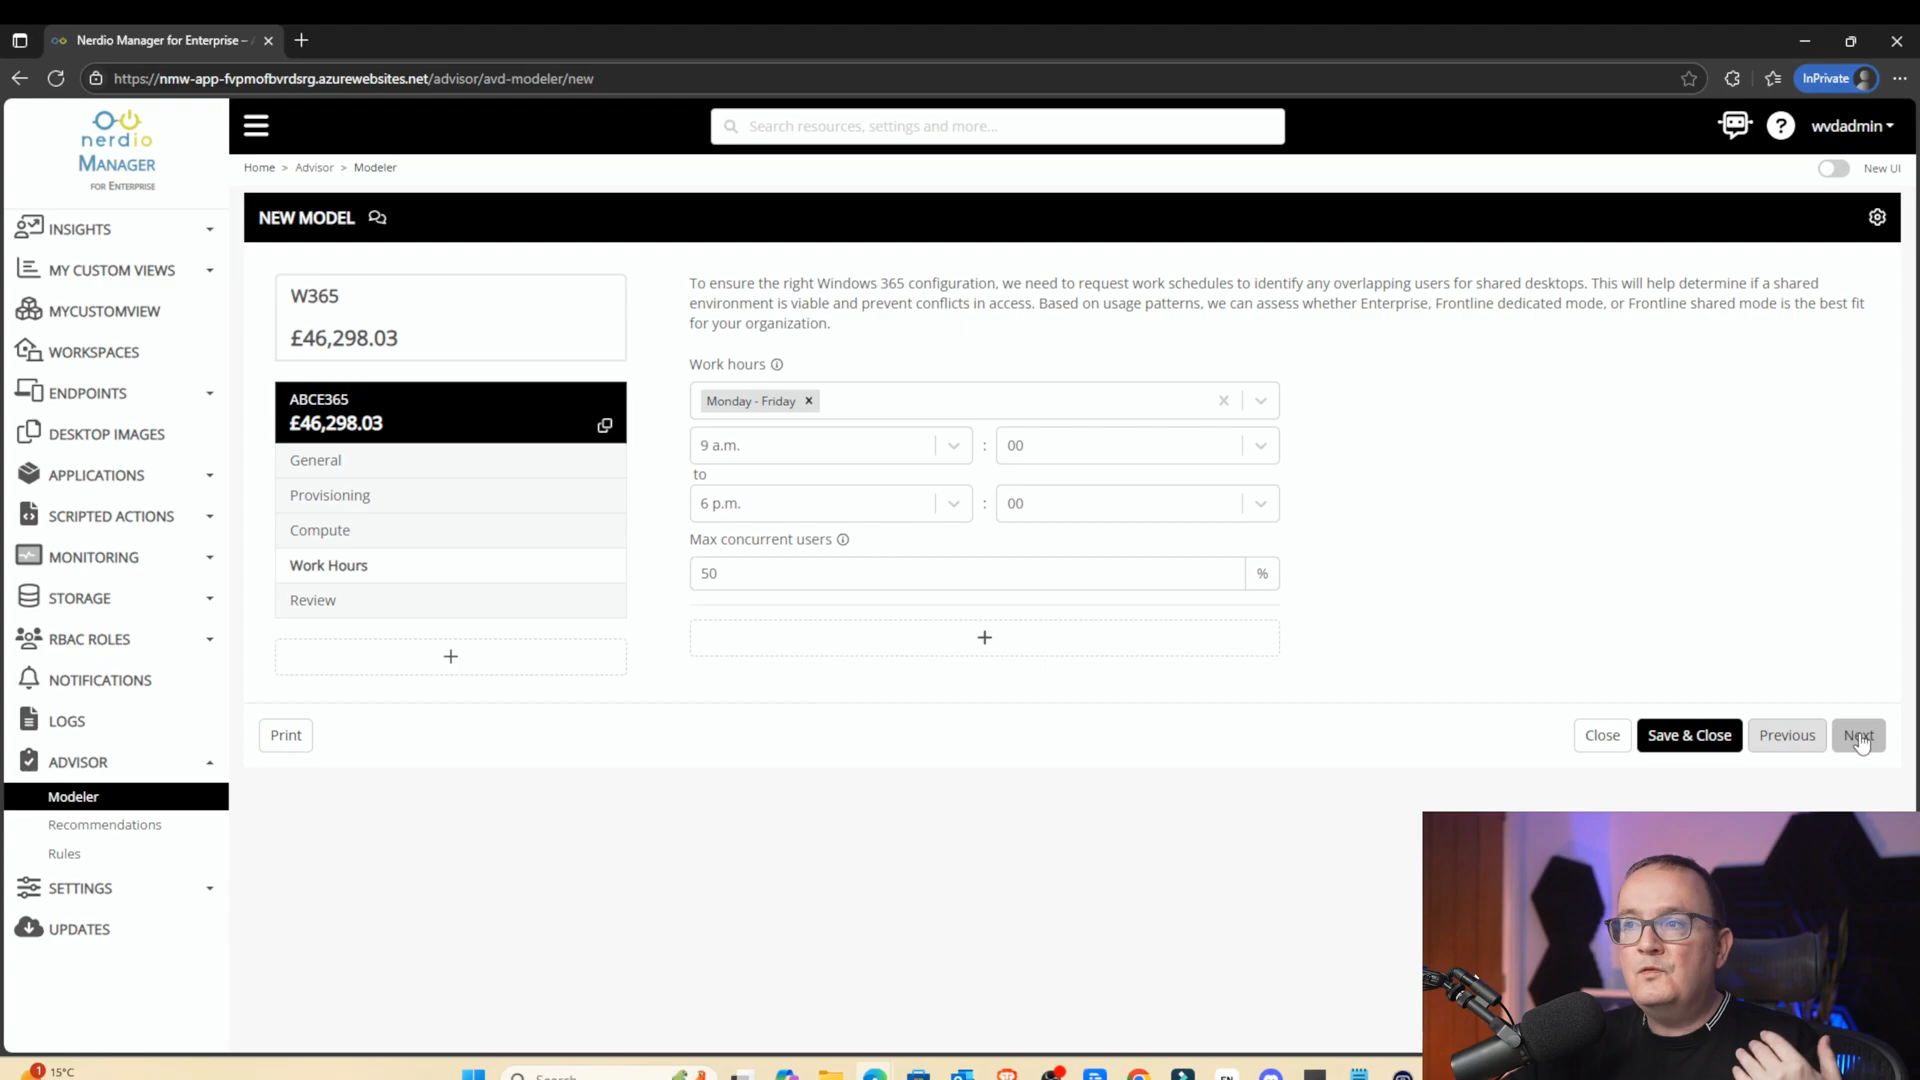 Nerdio Manager for Enterprise –
https://nmw-app-fvpmofbvrdsrg.azurewebsites.net/advisor/avd-modeler/new
InPrivate
nerdio
MANAGER
FOR ENTERPRISE
Search resources, settings and more...
wvdadmin
Home > Advisor > Modeler
New UI
INSIGHTS
MY CUSTOM VIEWS
MYCUSTOMVIEW
WORKSPACES
ENDPOINTS
DESKTOP IMAGES
APPLICATIONS
SCRIPTED ACTIONS
MONITORING
STORAGE
RBAC ROLES
NOTIFICATIONS
LOGS
ADVISOR
Modeler
Recommendations
Rules
SETTINGS
UPDATES
NEW MODEL
W365
£46,298.03
ABCE365
£46,298.03
General
Provisioning
Compute
Work Hours
Review
+
To ensure the right Windows 365 configuration, we need to request work schedules to identify any overlapping users for shared desktops. This will help determine if a shared
environment is viable and prevent conflicts in access. Based on usage patterns, we can assess whether Enterprise, Frontline dedicated mode, or Frontline shared mode is the best fit
for your organization.
Work hours
Monday - Friday
9 a.m. : 00
to
6 p.m. : 00
Max concurrent users
50 %
+
Print
Close
Save & Close
Previous
Next
1
15°C
Search